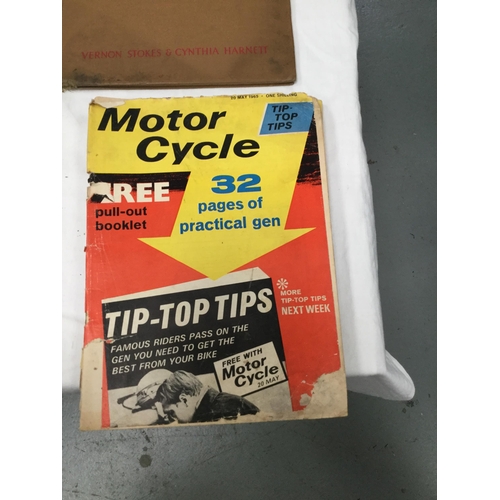 VERNON STOKES & CYNTHIA HARNETT
20 MAY 1965 · ONE SHILLING
Motor
Cycle
TIP-
TOP
TIPS
FREE
pull-out
booklet
32
pages of
practical gen
MORE
TIP-TOP TIPS
NEXT WEEK
TIP-TOP TIPS
FAMOUS RIDERS PASS ON THE
GEN YOU NEED TO GET THE
BEST FROM YOUR BIKE
FREE WITH
Motor
Cycle
20 MAY